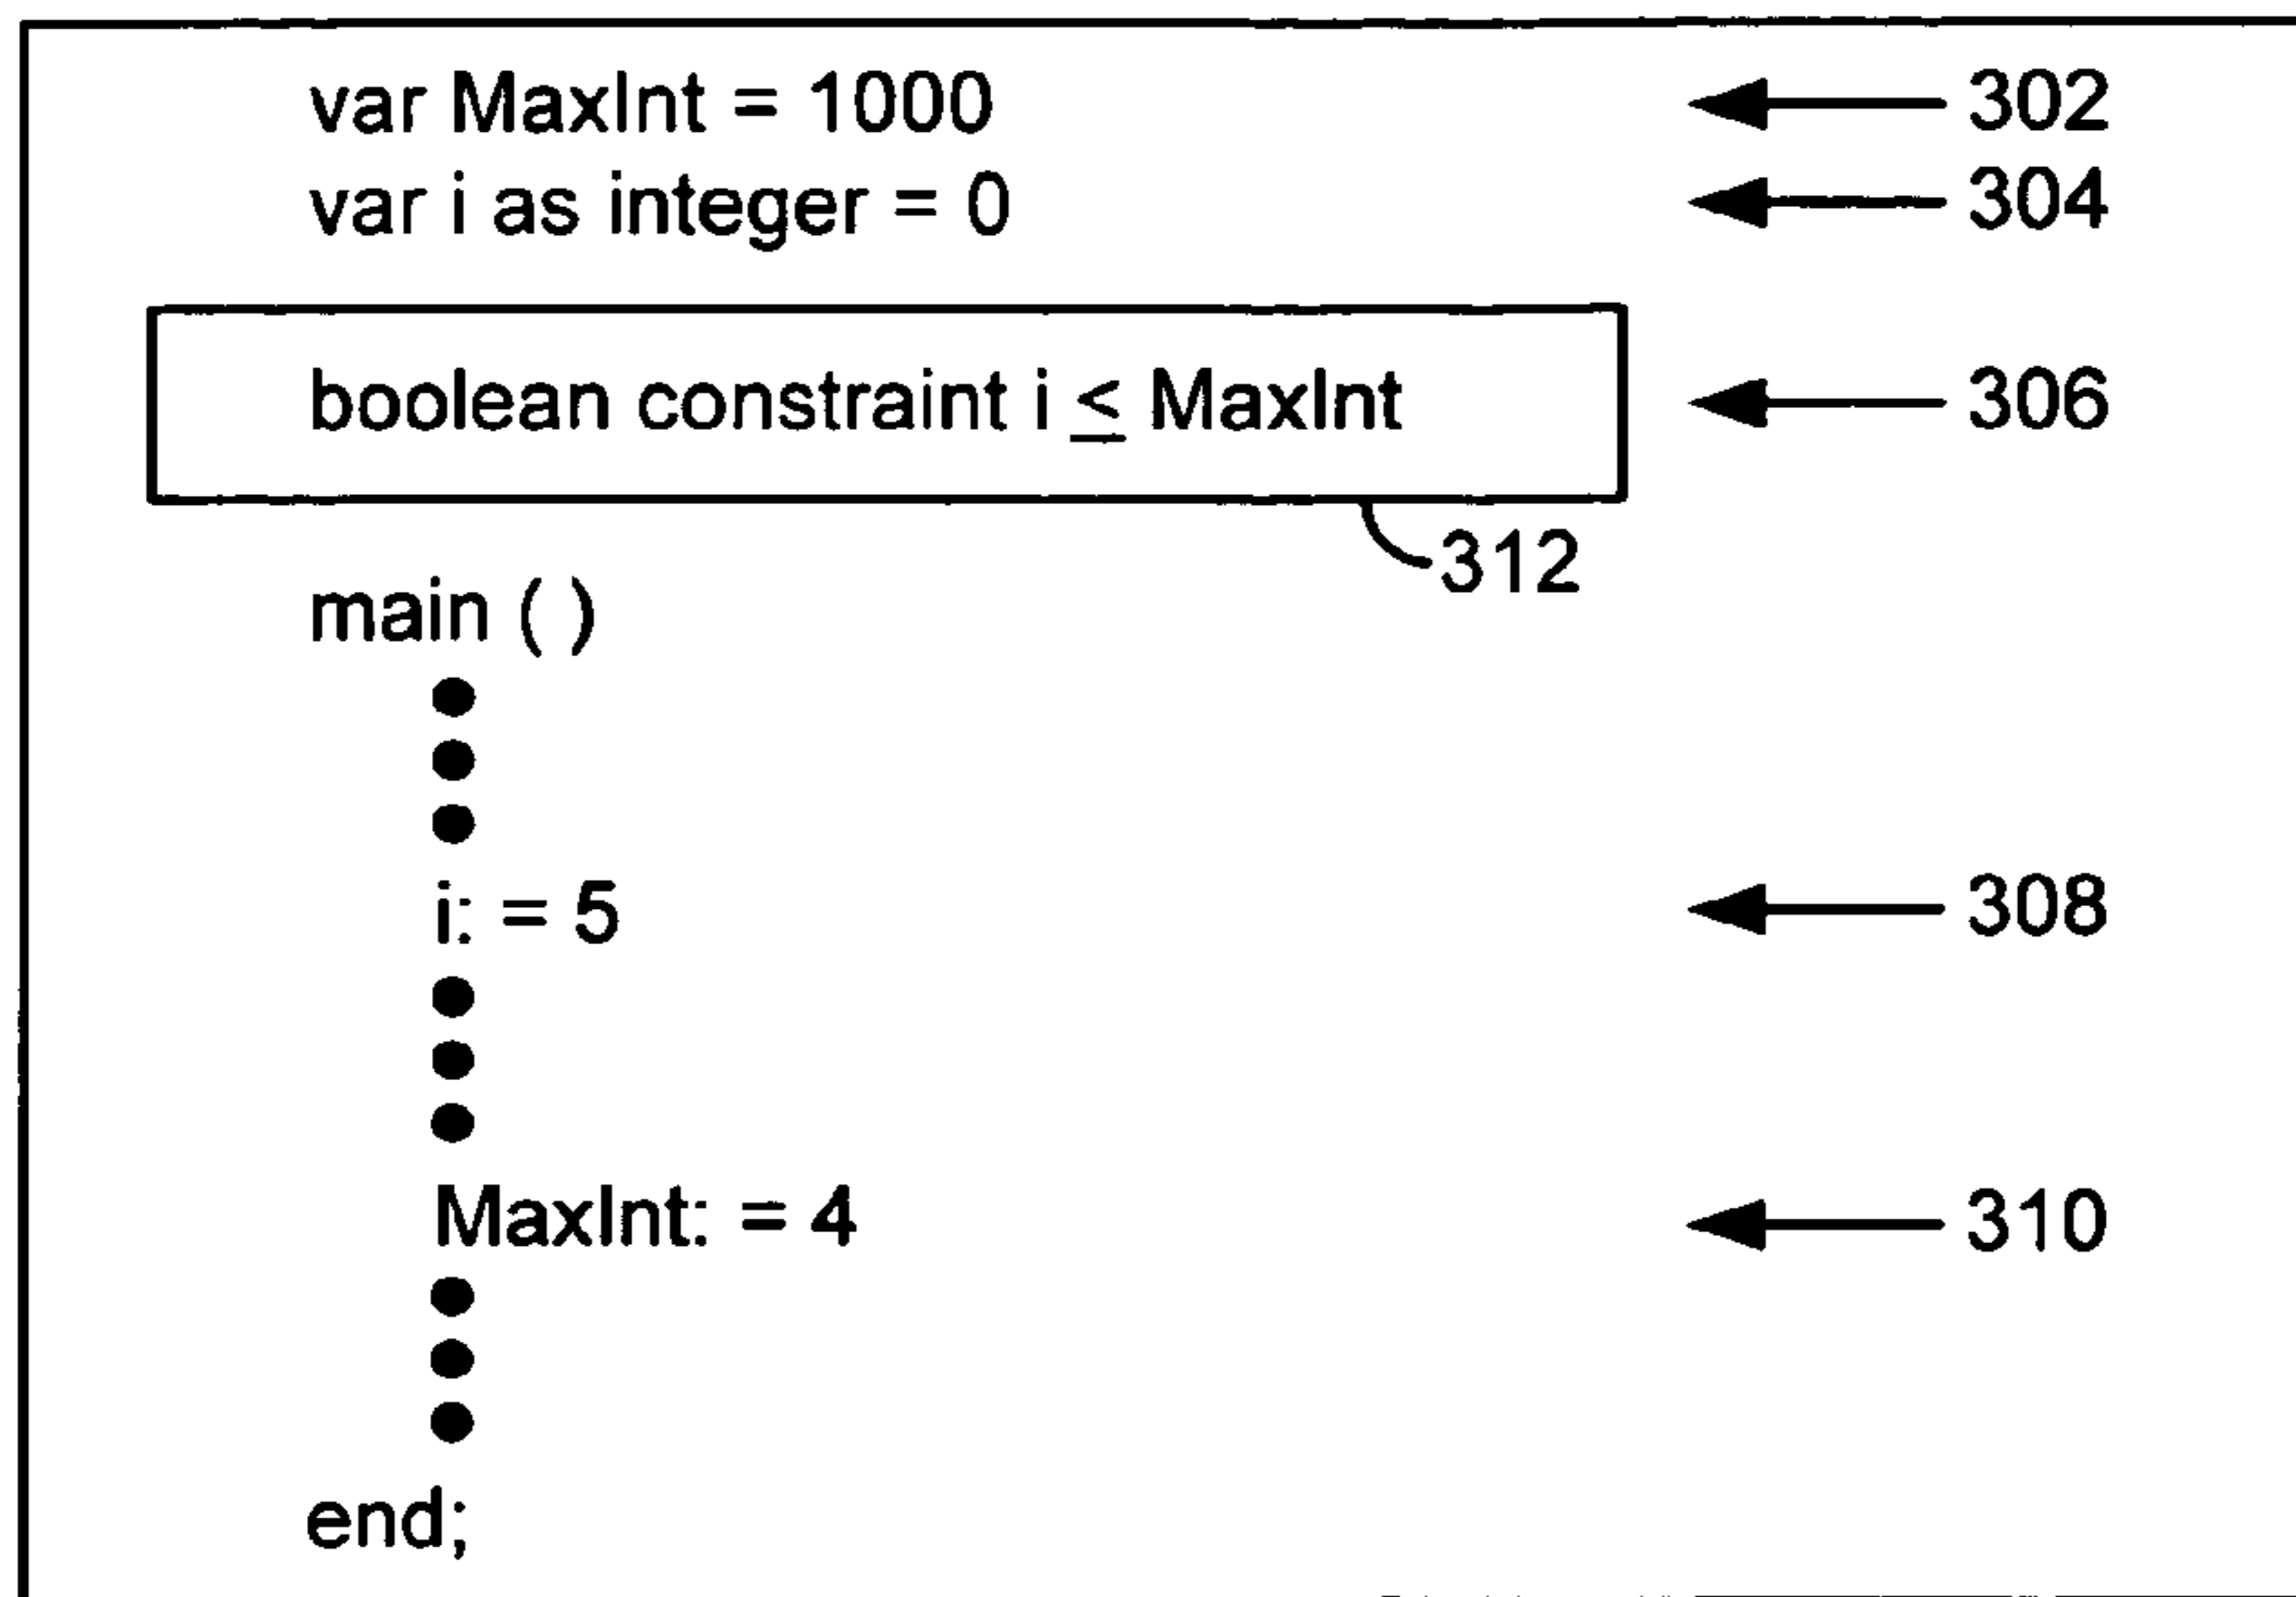 var MaxInt = 1000 302
var i as integer = 0 304
boolean constraint i ≤ MaxInt 306
312
main ( )
i: = 5 308
MaxInt: = 4 310
end;